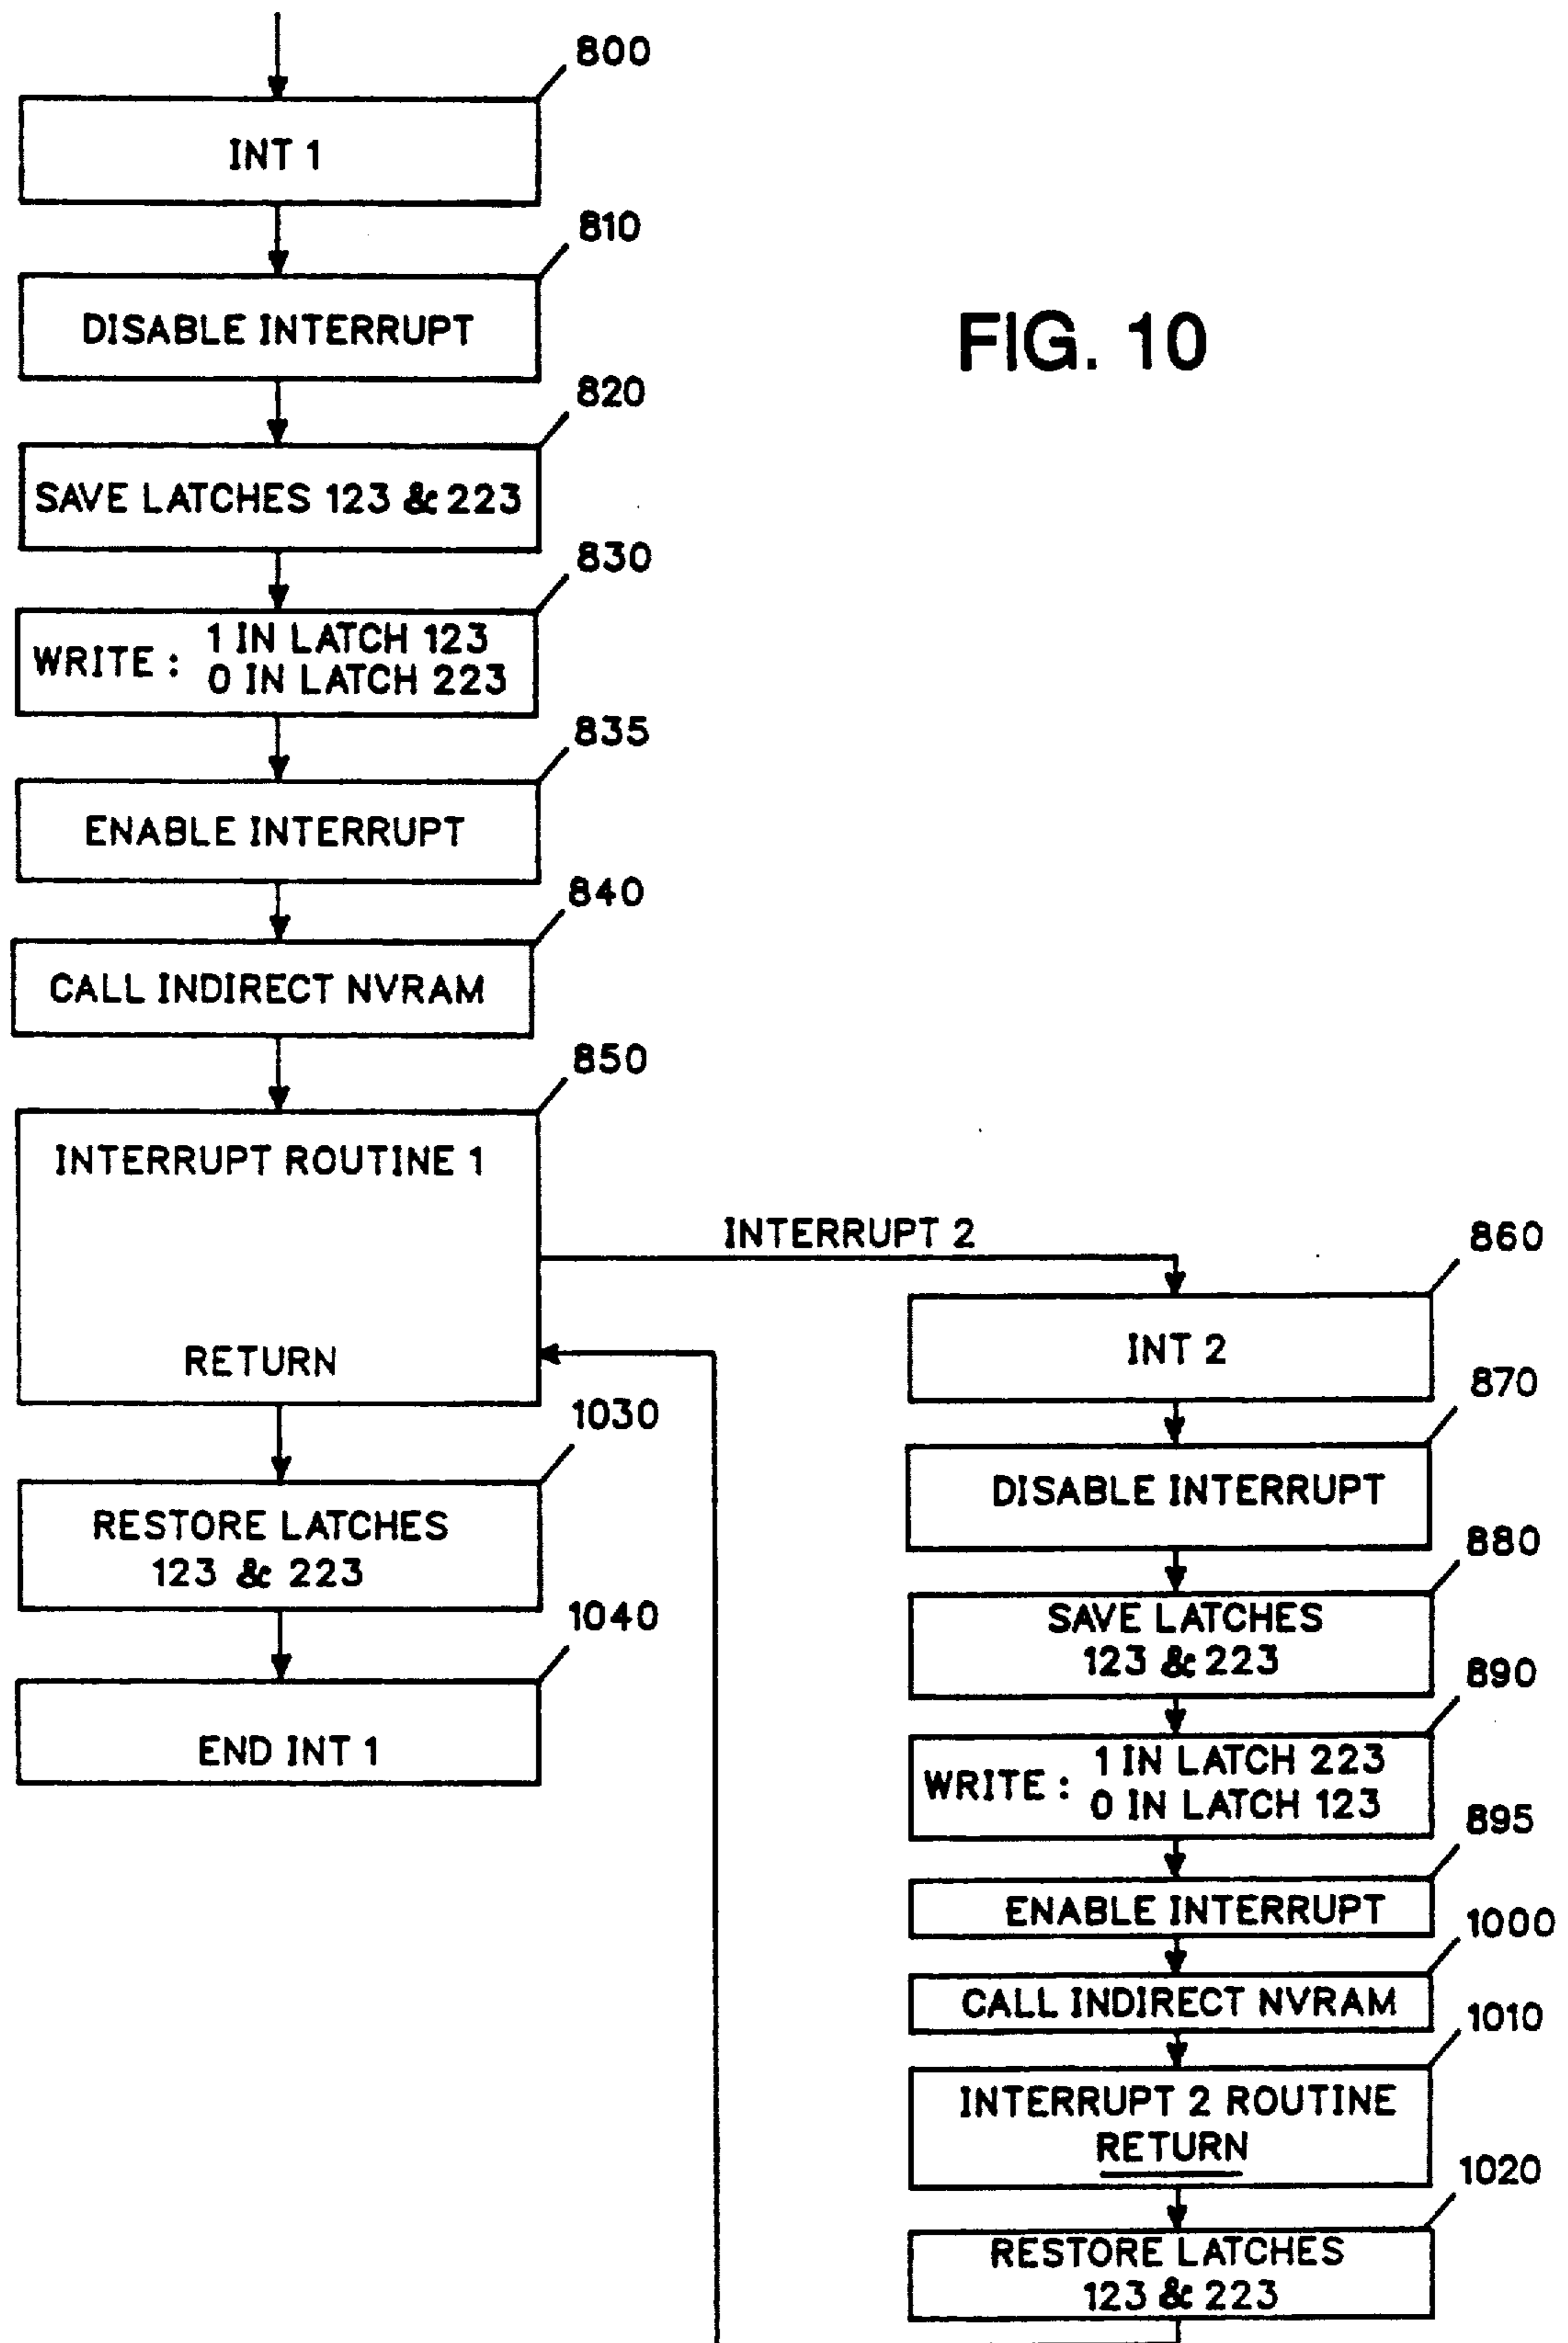 800
INT 1
810
DISABLE INTERRUPT
820
SAVE LATCHES 123 & 223
830
WRITE : 1 IN LATCH 123
0 IN LATCH 223
835
ENABLE INTERRUPT
840
CALL INDIRECT NVRAM
850
INTERRUPT ROUTINE 1
RETURN
1030
RESTORE LATCHES
123 & 223
1040
END INT 1
FIG. 10
INTERRUPT 2
860
INT 2
870
DISABLE INTERRUPT
880
SAVE LATCHES
123 & 223
890
WRITE : 1 IN LATCH 223
0 IN LATCH 123
895
ENABLE INTERRUPT
1000
CALL INDIRECT NVRAM
1010
INTERRUPT 2 ROUTINE
RETURN
1020
RESTORE LATCHES
123 & 223